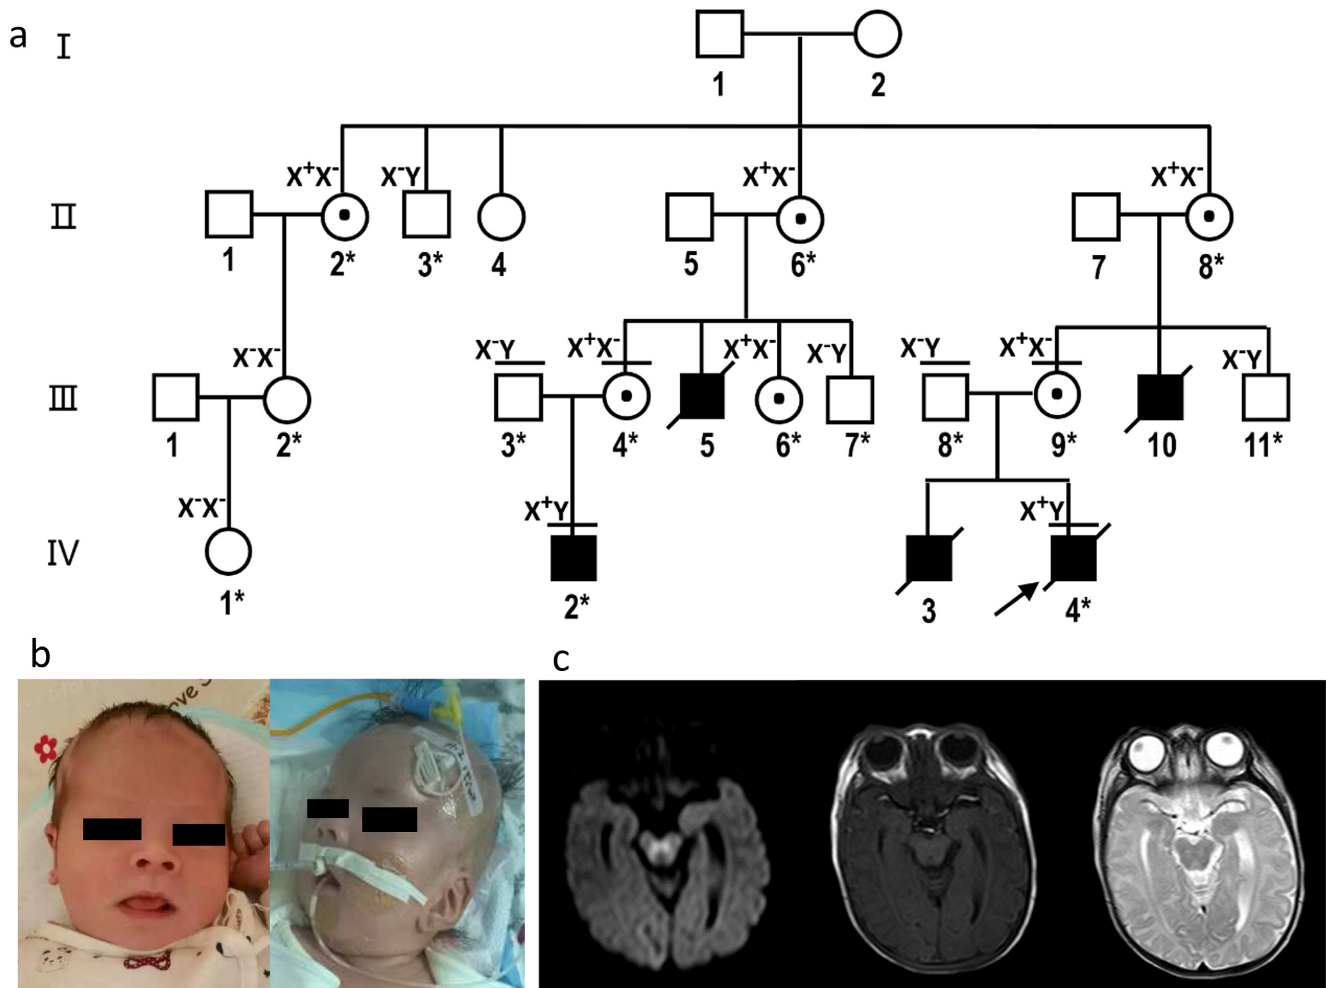 a
I
1 2
X+X- X-Y X+X- X+X-
II
1 2* 3* 4 5 6* 7 8*
X-X- X-Y X+X- X+X- X-Y X-Y X+X- X-Y
III
1 2* 3* 4* 5 6* 7* 8* 9* 10 11*
X-X- X+Y X+Y
IV
1* 2* 3 4*
b c